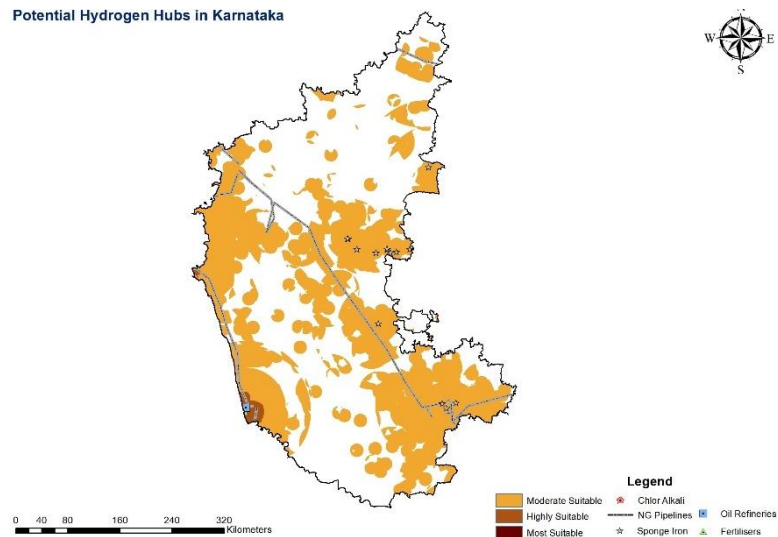 Potential Hydrogen Hubs in Karnataka
N
W E
S
Legend
Moderate Suitable
Highly Suitable
Most Suitable
Chlor Alkali
NG Pipelines
Sponge Iron
Oil Refineries
Fertilisers
0 40 80 160 240 320
Kilometers